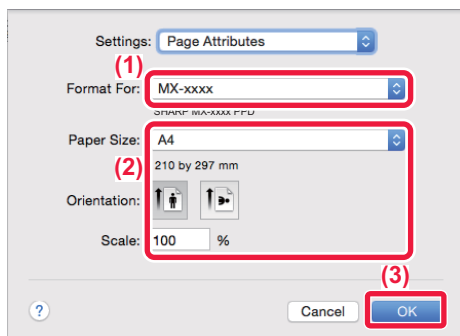 Settings: Page Attributes
(1)
Format For: MX-xxxx
SHARP MX-xxxx PPD
Paper Size: A4
(2) 210 by 297 mm
Orientation:
Scale: 100 %
(3)
? Cancel OK